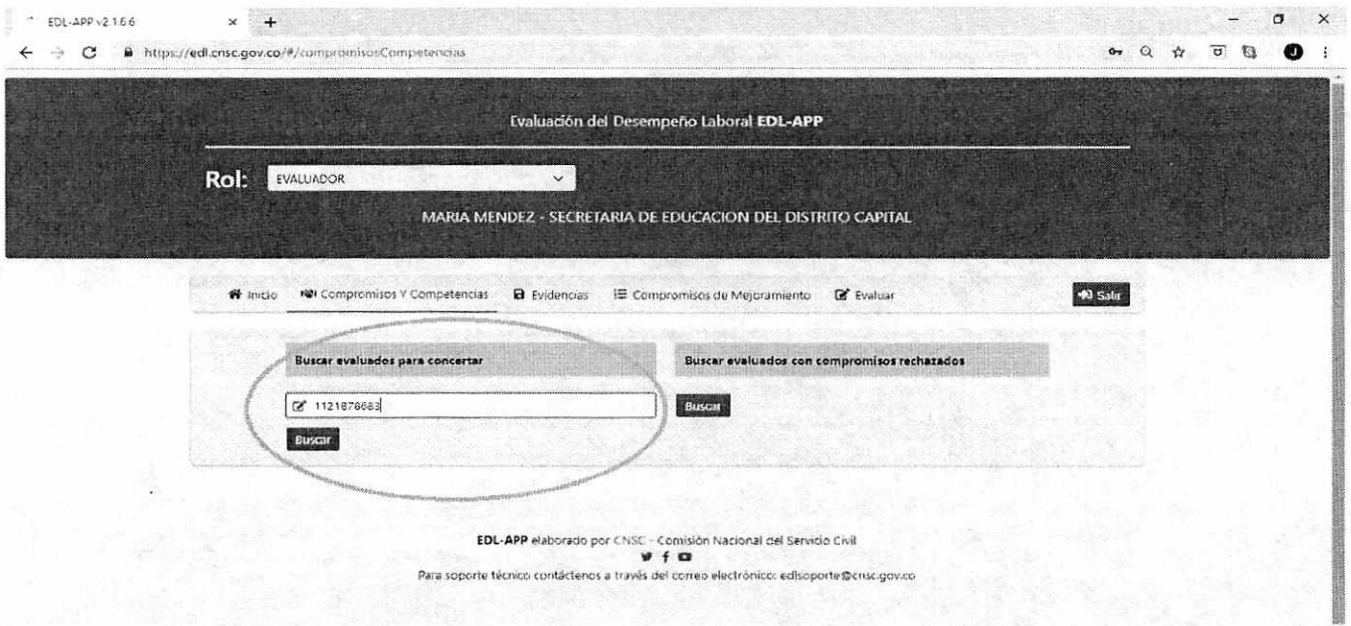 EDL-APP v2.1.6.6
https://edl.cnsc.gov.co/#/compromisosCompetencias
Evaluación del Desempeño Laboral EDL-APP
Rol: EVALUADOR
MARIA MENDEZ - SECRETARIA DE EDUCACION DEL DISTRITO CAPITAL
Inicio Compromisos Y Competencias Evidencias Compromisos de Mejoramiento Evaluar Salir
Buscar evaluados para concertar Buscar evaluados con compromisos rechazados
1121878683 Buscar
Buscar
EDL-APP elaborado por CNSC - Comisión Nacional del Servicio Civil
Para soporte técnico contáctenos a través del correo electrónico: edlsoporte@cnsc.gov.co